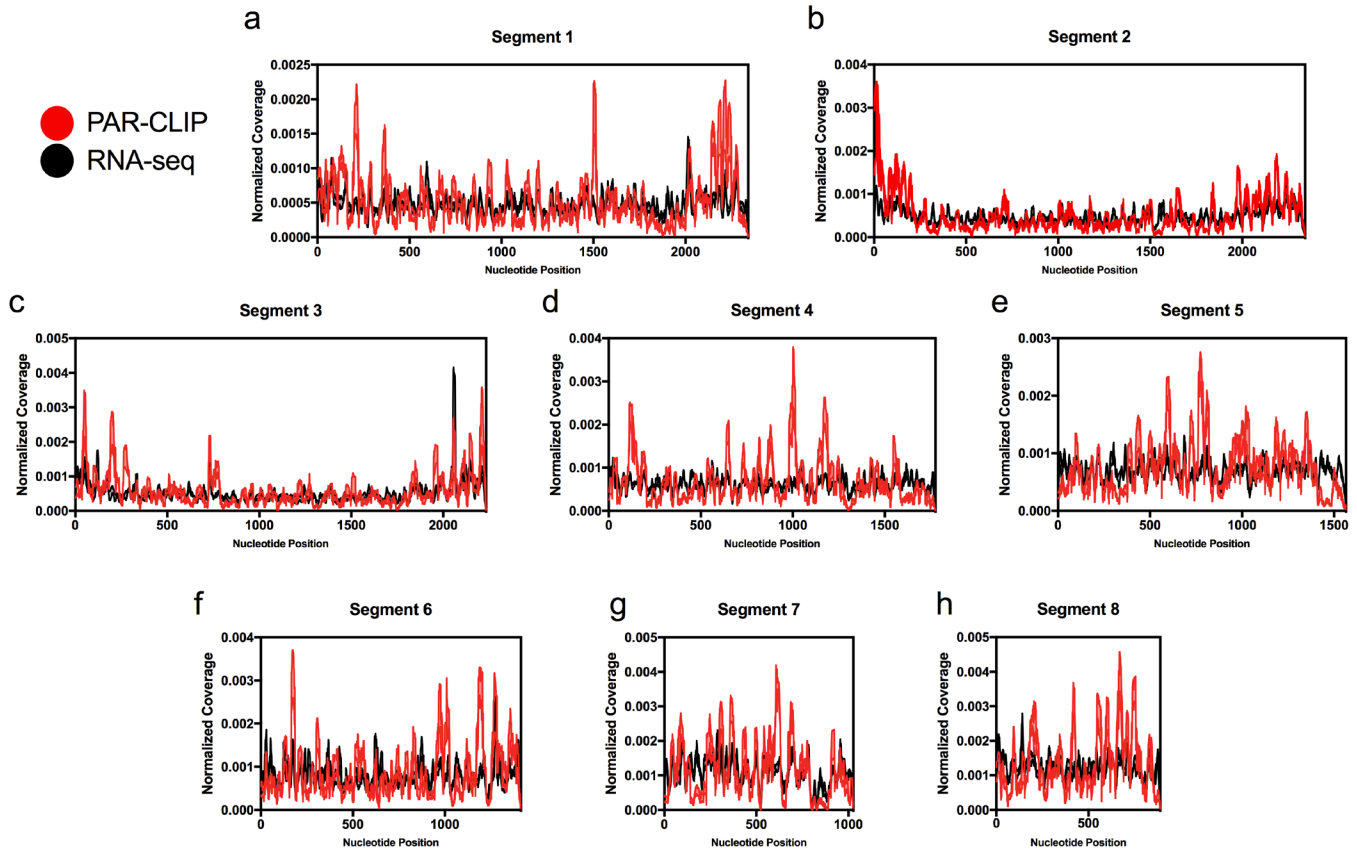 a
Segment 1
Normalized Coverage
0.0025
0.0020
0.0015
0.0010
0.0005
0.0000
0
500
1000
1500
2000
Nucleotide Position
b
Segment 2
Normalized Coverage
0.004
0.003
0.002
0.001
0.000
0
500
1000
1500
2000
Nucleotide Position
PAR-CLIP
RNA-seq
c
Segment 3
Normalized Coverage
0.005
0.004
0.003
0.002
0.001
0.000
0
500
1000
1500
2000
Nucleotide Position
d
Segment 4
Normalized Coverage
0.004
0.003
0.002
0.001
0.000
0
500
1000
1500
Nucleotide Position
e
Segment 5
Normalized Coverage
0.003
0.002
0.001
0.000
0
500
1000
1500
Nucleotide Position
f
Segment 6
Normalized Coverage
0.004
0.003
0.002
0.001
0.000
0
500
1000
Nucleotide Position
g
Segment 7
Normalized Coverage
0.005
0.004
0.003
0.002
0.001
0.000
0
500
1000
Nucleotide Position
h
Segment 8
Normalized Coverage
0.005
0.004
0.003
0.002
0.001
0.000
0
500
Nucleotide Position